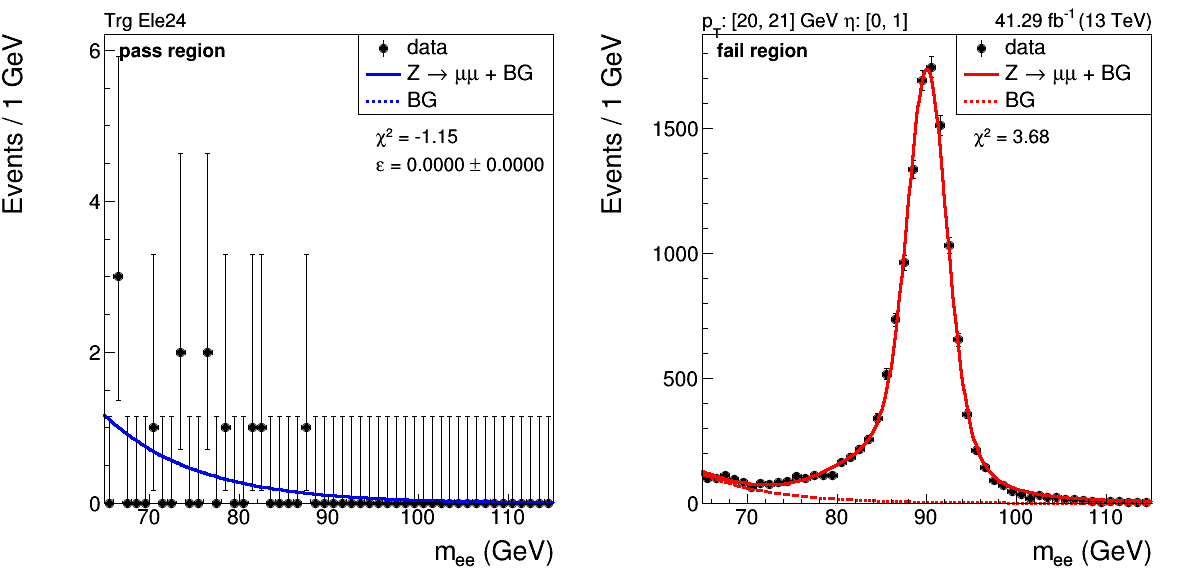 Trg Ele24
pass region
data
Z → μμ + BG
BG
χ² = -1.15
ε = 0.0000 ± 0.0000
Events / 1 GeV
6
4
2
0
70 80 90 100 110
m_ee (GeV)
p_T: [20, 21] GeV η: [0, 1]
41.29 fb⁻¹ (13 TeV)
fail region
data
Z → μμ + BG
BG
χ² = 3.68
Events / 1 GeV
1500
1000
500
0
70 80 90 100 110
m_ee (GeV)